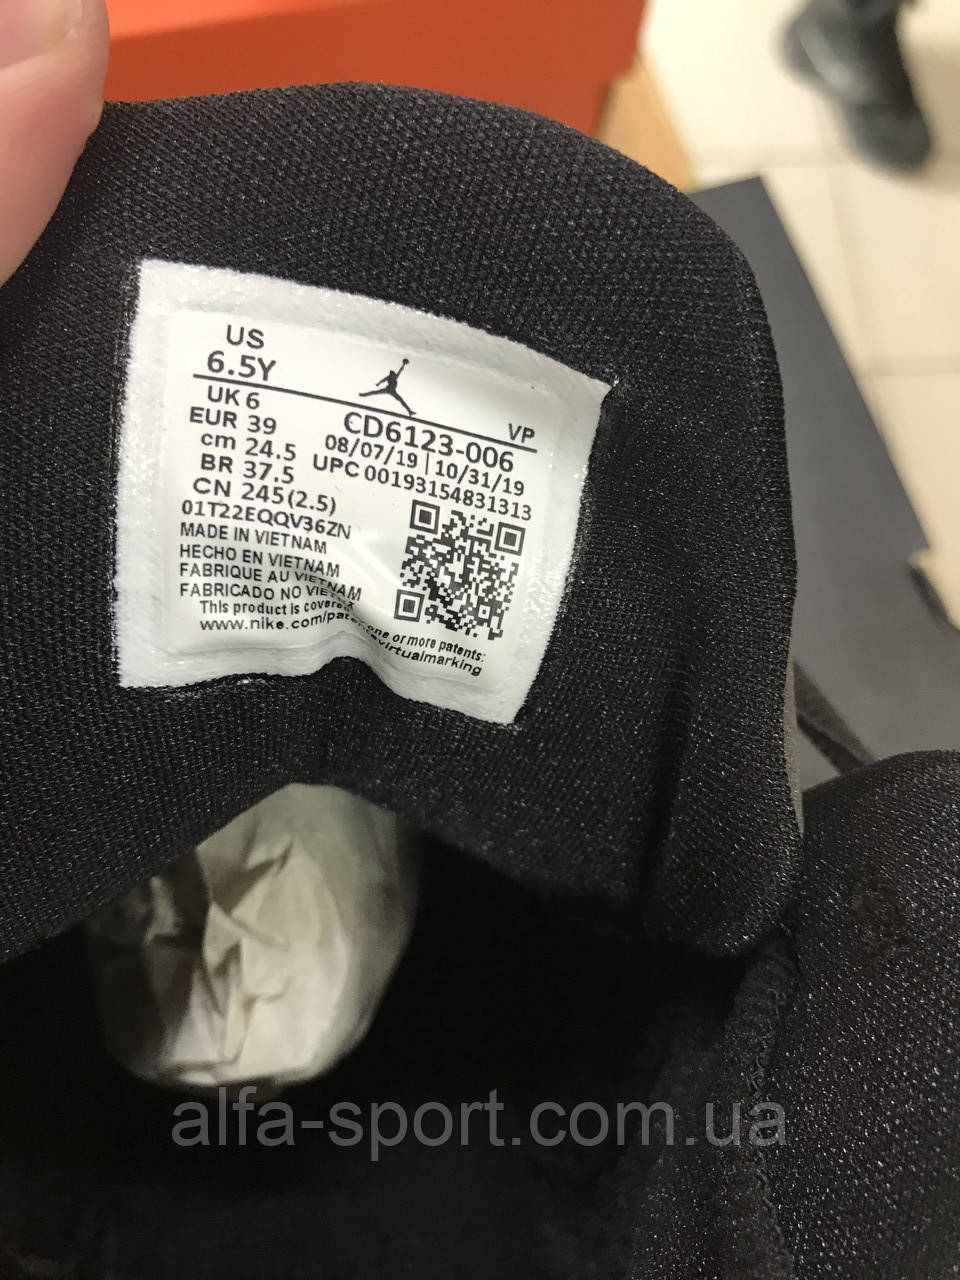 US
6.5Y
VP
UK 6
EUR 39
cm 24.5
BR 37.5
CN 245(2.5)
CD6123-006
08/07/19 | 10/31/19
UPC 00193154831313
01T22EQQV36ZN
MADE IN VIETNAM
HECHO EN VIETNAM
FABRIQUE AU VIETNAM
FABRICADO NO
This product is covered one or more patents:
www.nike.com/ virtualmarking
alfa-sport.com.ua